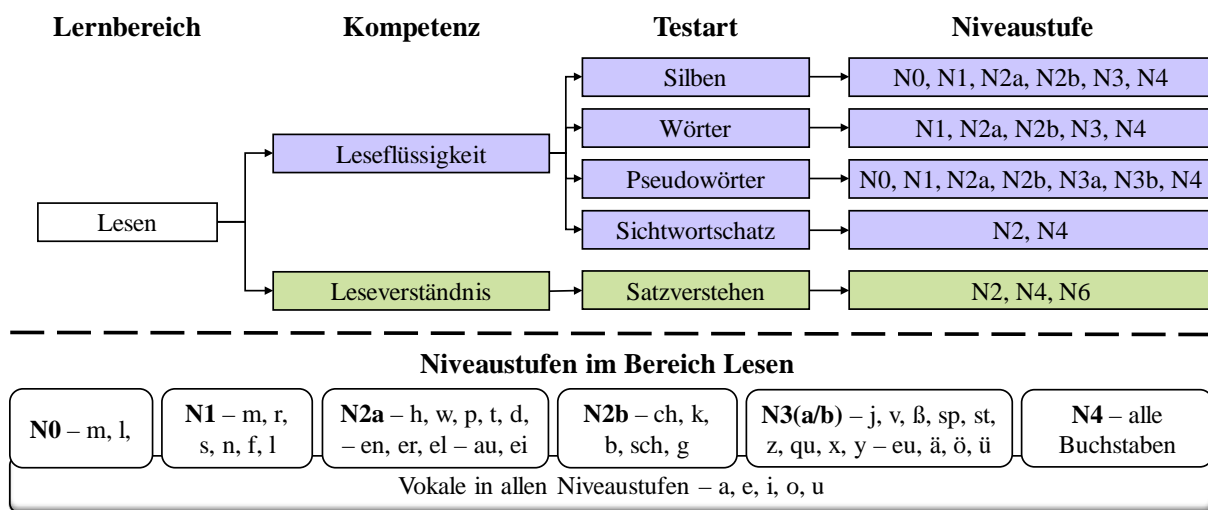 Lernbereich Kompetenz Testart Niveaustufe
Silben N0, N1, N2a, N2b, N3, N4
Wörter N1, N2a, N2b, N3, N4
Leseflüssigkeit
Pseudowörter N0, N1, N2a, N2b, N3a, N3b, N4
Lesen
Sichtwortschatz N2, N4
Leseverständnis Satzverstehen N2, N4, N6
Niveaustufen im Bereich Lesen
N0 – m, l,
N1 – m, r,
s, n, f, l
N2a – h, w, p, t, d,
– en, er, el – au, ei
N2b – ch, k,
b, sch, g
N3(a/b) – j, v, ß, sp, st,
z, qu, x, y – eu, ä, ö, ü
N4 – alle
Buchstaben
Vokale in allen Niveaustufen – a, e, i, o, u